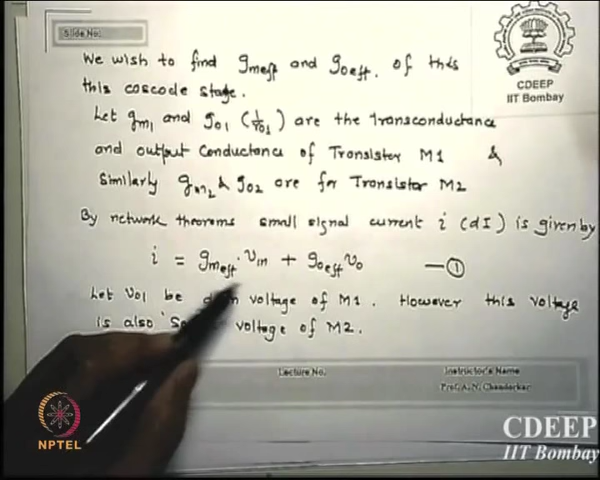 Slide No:
We wish to find gmeff and goeff. of this
this cascode stage.
Let gm1 and go1 (1/ro1) are the transconductance
and output conductance of Transistor M1 &
Similarly gm2 & go2 are for Transistor M2
By network theorems small signal current i (dI) is given by
i = gmeff . vin + goeff vo — ①
Let vo1 be voltage of M1. However this voltage
is also voltage of M2.
Lecture No.
Instructor's Name
Prof. A. N. Chandorkar
CDEEP
IIT Bombay
NPTEL
CDEEP
IIT Bombay